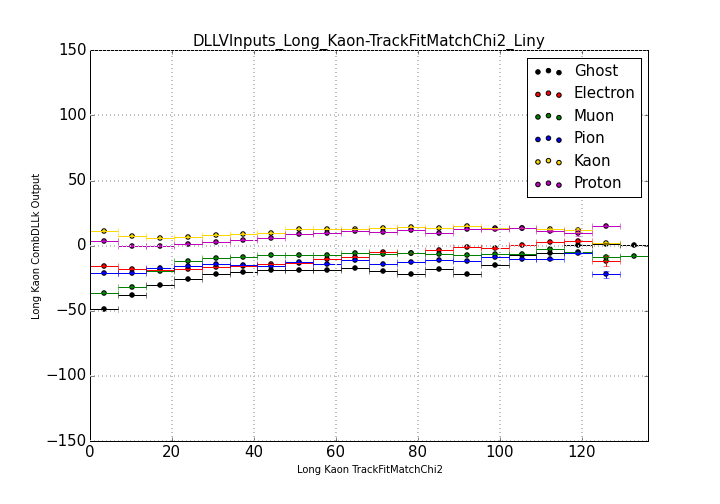 DLLVInputs_Long_Kaon-TrackFitMatchChi2_Liny
150
100
50
0
−50
−100
−150
Long Kaon CombDLLk Output
Ghost
Electron
Muon
Pion
Kaon
Proton
0 20 40 60 80 100 120
Long Kaon TrackFitMatchChi2